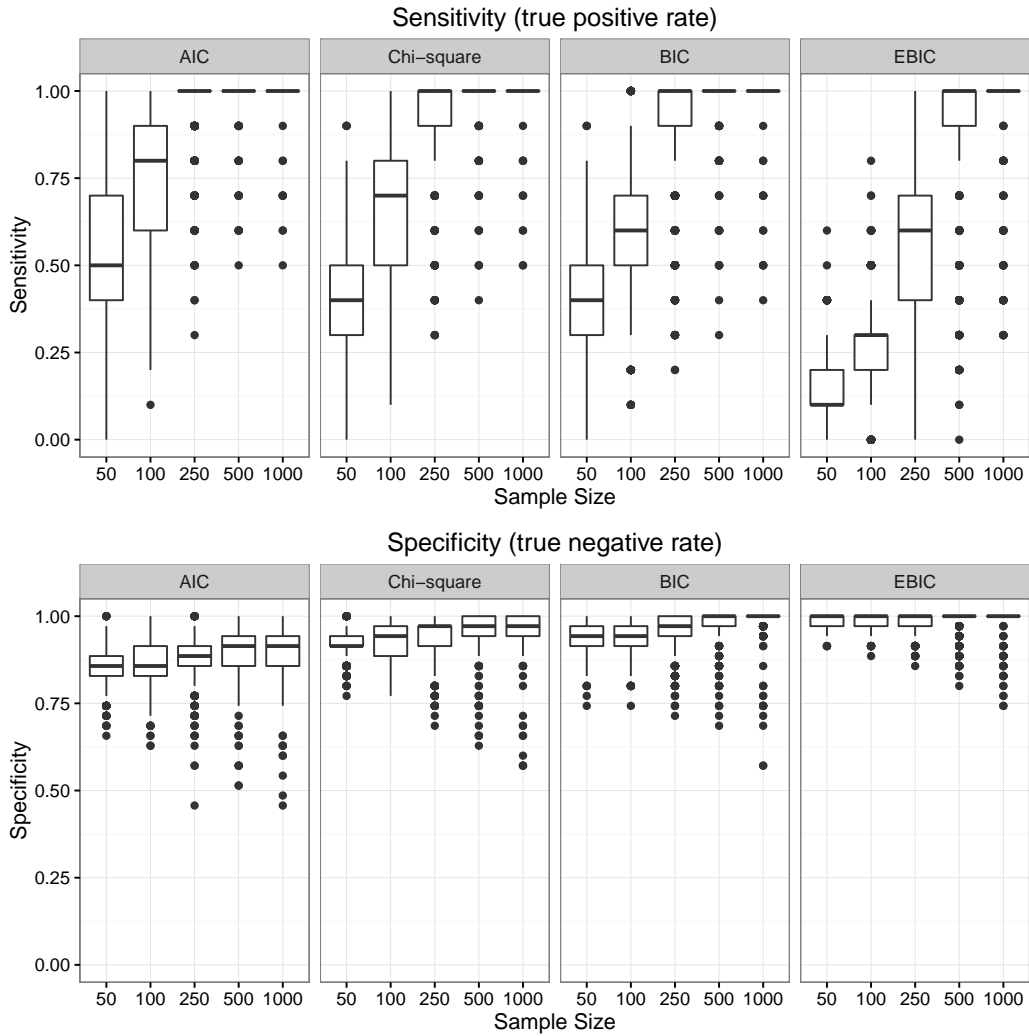 Sensitivity (true positive rate)
AIC
Chi−square
BIC
EBIC
Sensitivity
1.00
0.75
0.50
0.25
0.00
50 100 250 500 1000
50 100 250 500 1000
50 100 250 500 1000
50 100 250 500 1000
Sample Size
Specificity (true negative rate)
AIC
Chi−square
BIC
EBIC
Specificity
1.00
0.75
0.50
0.25
0.00
50 100 250 500 1000
50 100 250 500 1000
50 100 250 500 1000
50 100 250 500 1000
Sample Size